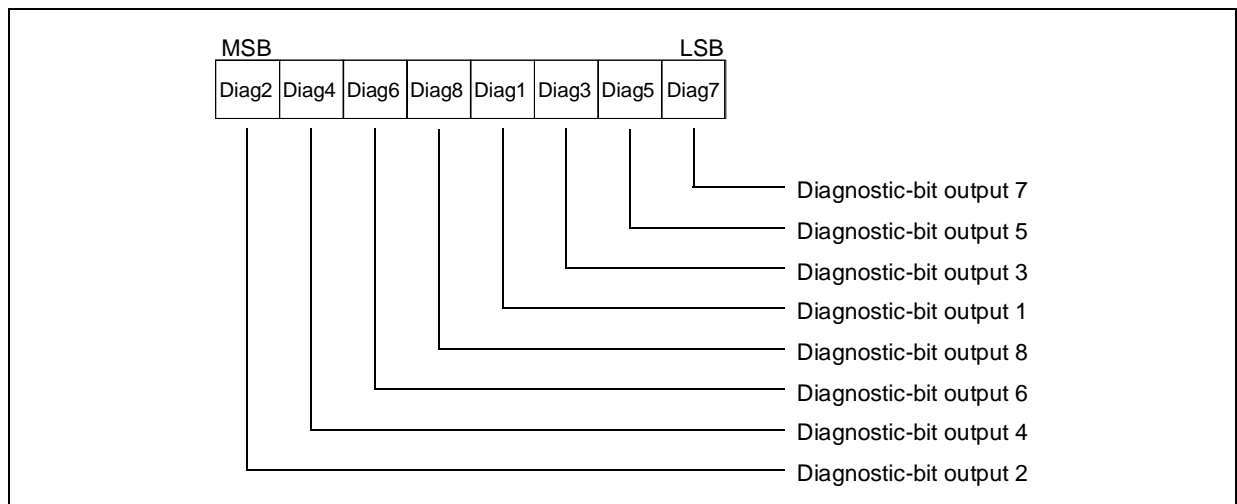 MSB LSB
Diag2 Diag4 Diag6 Diag8 Diag1 Diag3 Diag5 Diag7
Diagnostic-bit output 7
Diagnostic-bit output 5
Diagnostic-bit output 3
Diagnostic-bit output 1
Diagnostic-bit output 8
Diagnostic-bit output 6
Diagnostic-bit output 4
Diagnostic-bit output 2